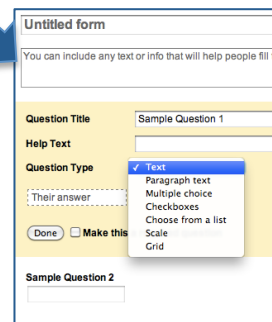 Untitled form
You can include any text or info that will help people fill
Question Title Sample Question 1
Help Text
Question Type ✓ Text
Paragraph text
Their answer Multiple choice
Checkboxes
Choose from a list
Done Make this Scale
Grid
Sample Question 2